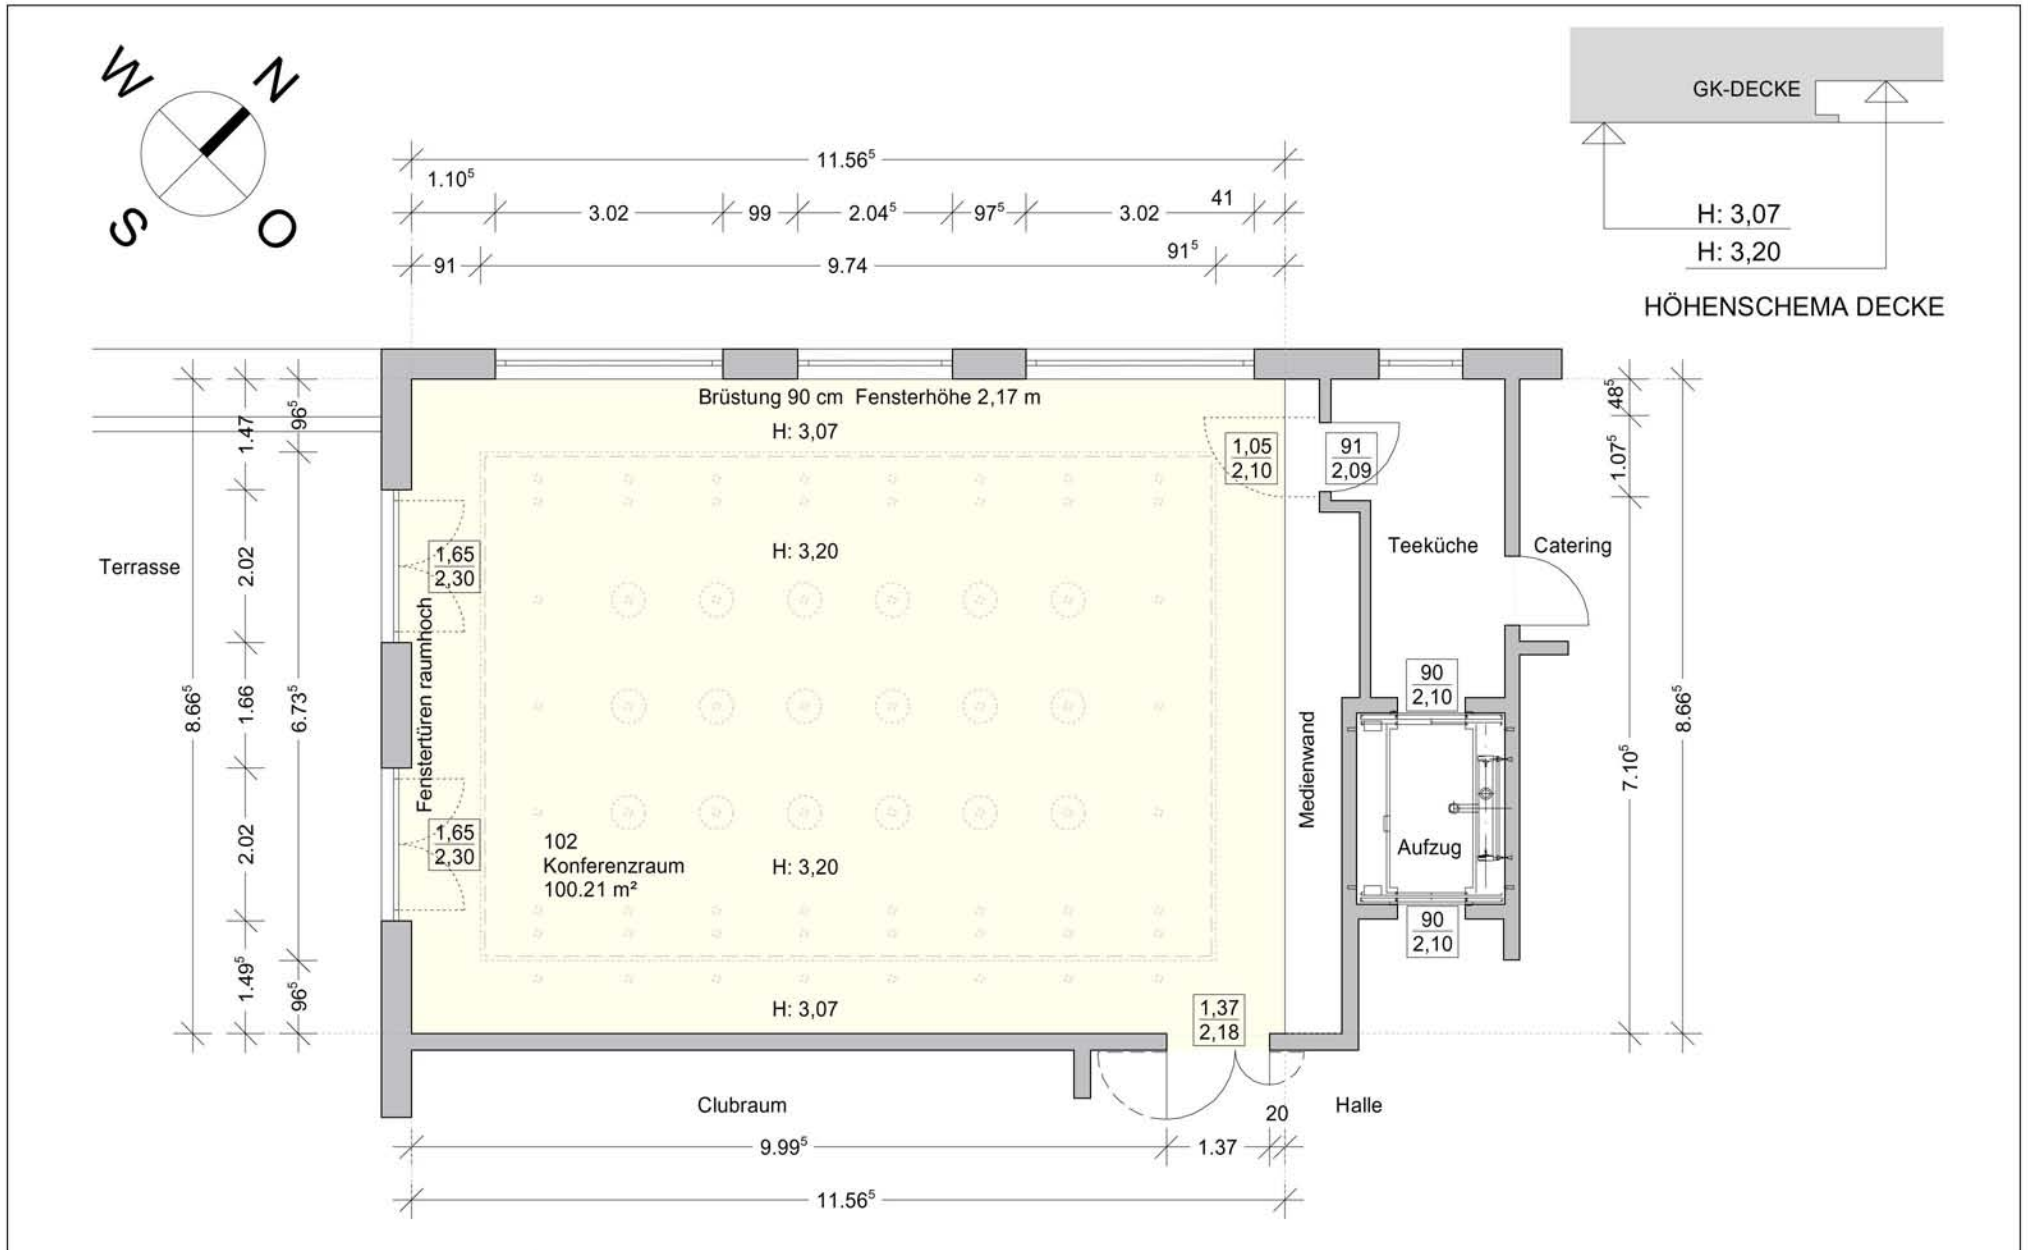 W
N
S
O
GK-DECKE
H: 3,07
H: 3,20
HÖHENSCHEMA DECKE
11.56⁵
1.10⁵
3.02
99
2.04⁵
97⁵
3.02
41
91
9.74
91⁵
Brüstung 90 cm Fensterhöhe 2,17 m
H: 3,07
1,05
2,10
91
2,09
H: 3,20
Terrasse
1,65
2,30
Fenstertüren raumhoch
1,65
2,30
8.66⁵
1.47
2.02
1.66
2.02
1.49⁵
96⁵
6.73⁵
96⁵
102
Konferenzraum
100.21 m²
H: 3,20
H: 3,07
Medienwand
Teeküche
Catering
90
2,10
Aufzug
90
2,10
48⁵
1.07⁵
7.10⁵
8.66⁵
1,37
2,18
Clubraum
Halle
20
9.99⁵
1.37
11.56⁵